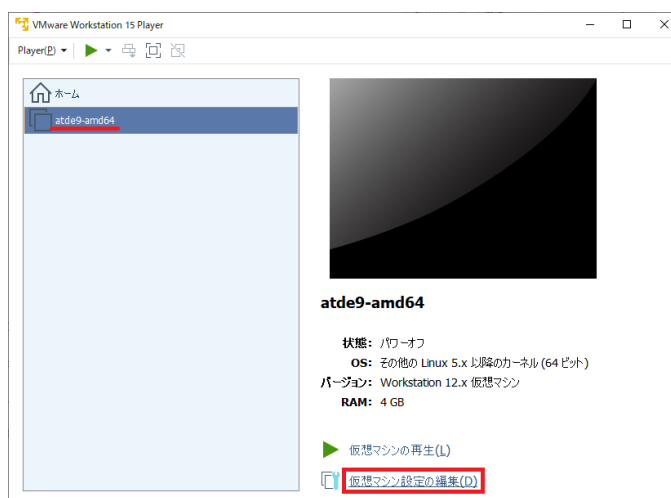 VMware Workstation 15 Player
Player(P)
ホーム
atde9-amd64
atde9-amd64
状態: パワーオフ
OS: その他の Linux 5.x 以降のカーネル (64 ビット)
バージョン: Workstation 12.x 仮想マシン
RAM: 4 GB
仮想マシンの再生(L)
仮想マシン設定の編集(D)